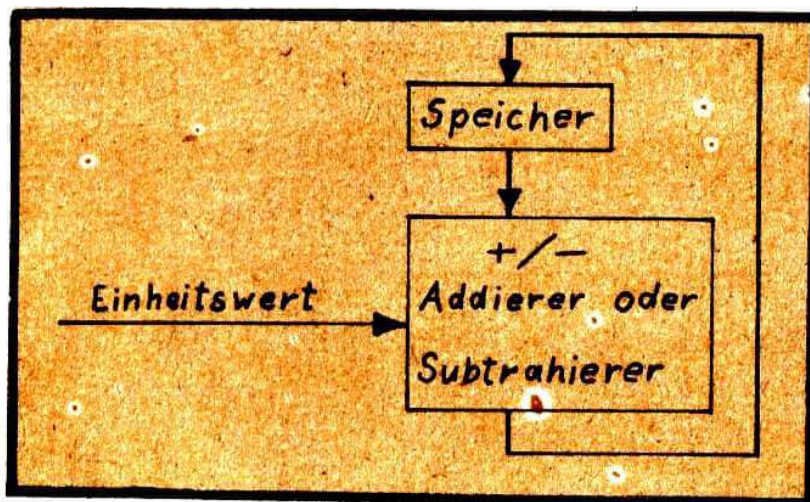 Speicher
+/-
Einheitswert
Addierer oder
Subtrahierer